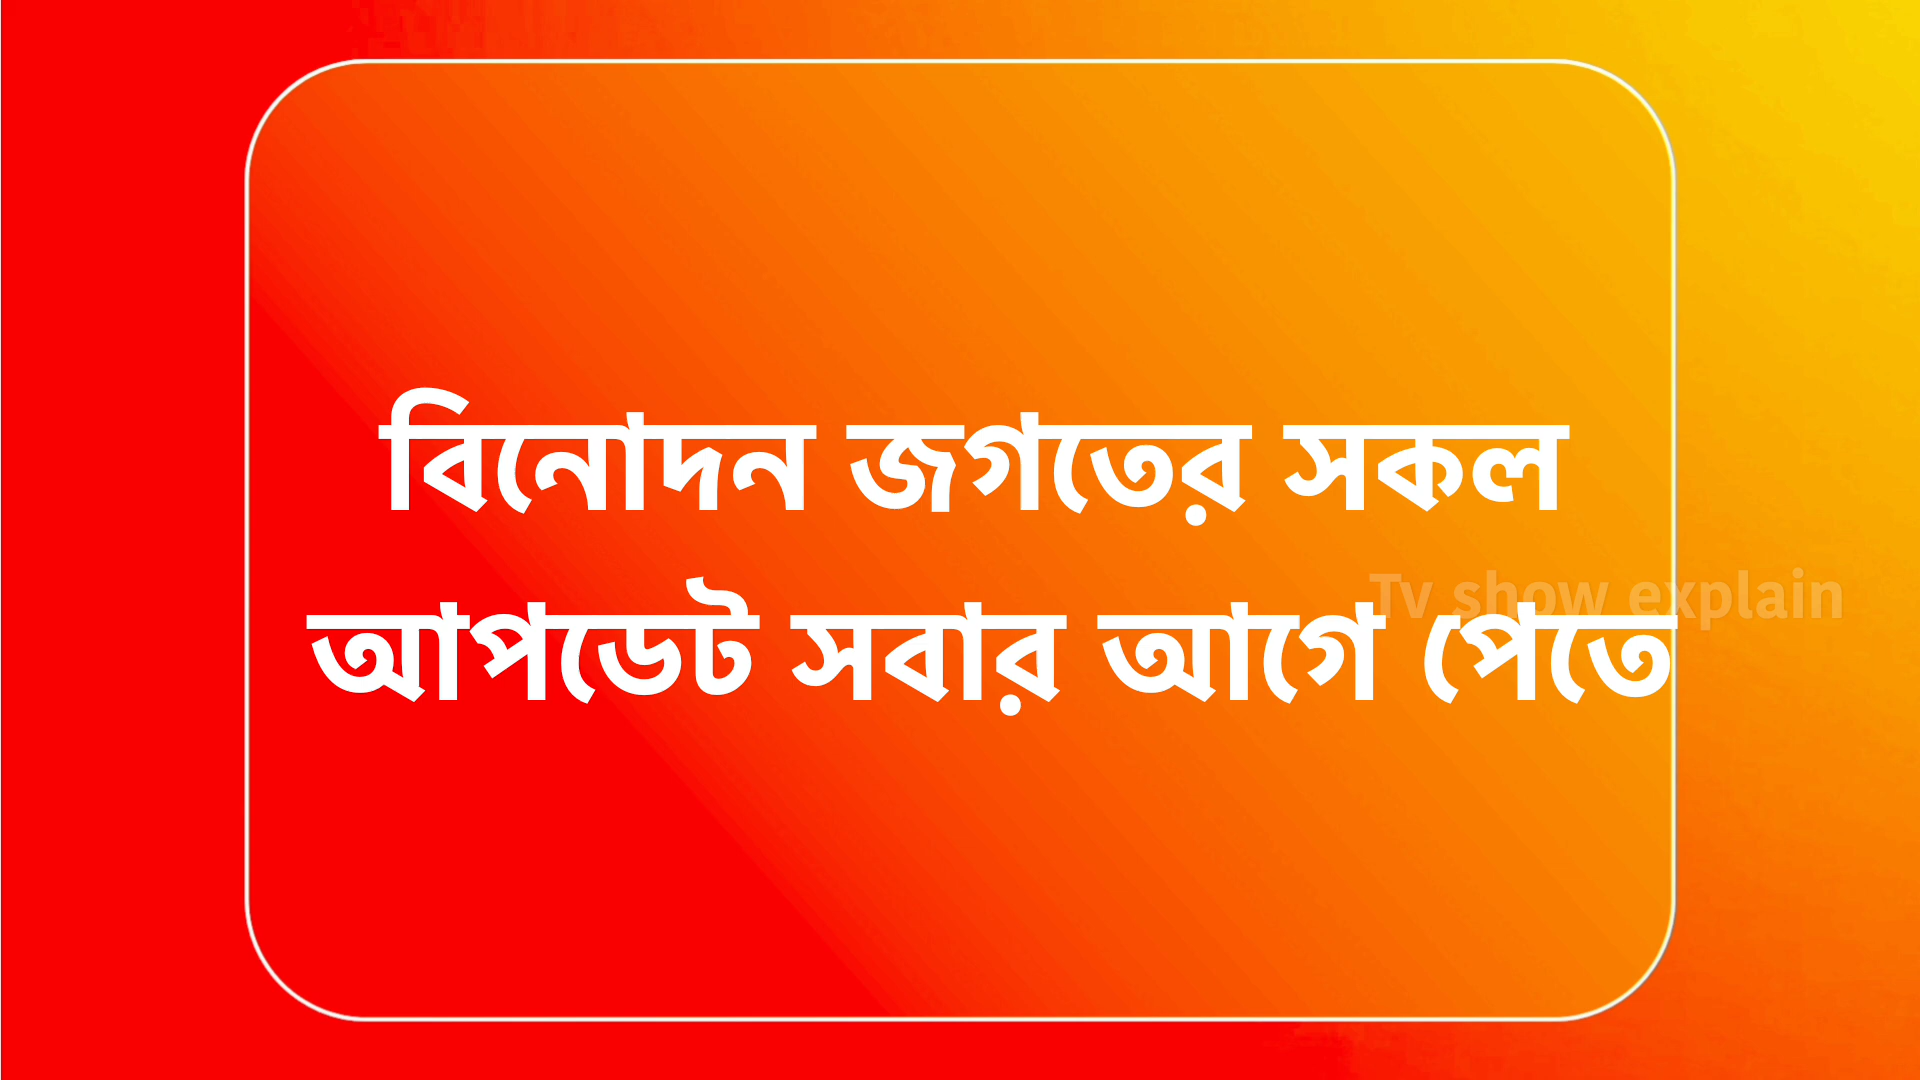 বিনোদন জগতের সকল
Tv show explain
আপডেট সবার আগে পেতে